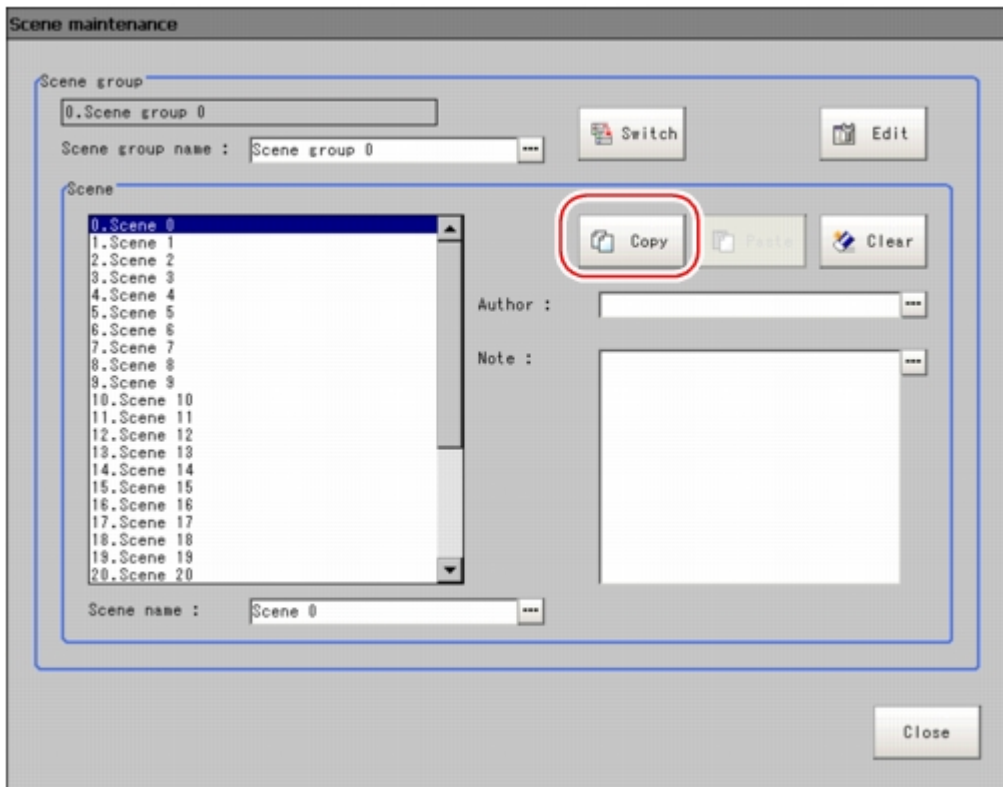 Scene maintenance
Scene group
0.Scene group 0
Scene group name :
Scene group 0
...
Switch
Edit
Scene
0.Scene 0
1.Scene 1
2.Scene 2
3.Scene 3
4.Scene 4
5.Scene 5
6.Scene 6
7.Scene 7
8.Scene 8
9.Scene 9
10.Scene 10
11.Scene 11
12.Scene 12
13.Scene 13
14.Scene 14
15.Scene 15
16.Scene 16
17.Scene 17
18.Scene 18
19.Scene 19
20.Scene 20
Copy
Paste
Clear
Author :
...
Note :
...
Scene name :
Scene 0
...
Close